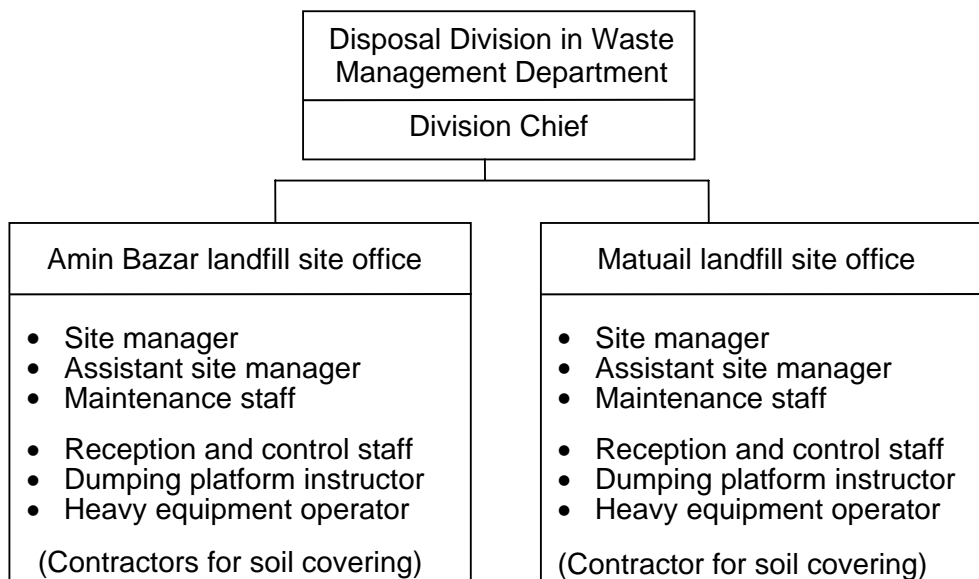 Disposal Division in Waste
Management Department
Division Chief
Amin Bazar landfill site office
• Site manager
• Assistant site manager
• Maintenance staff
• Reception and control staff
• Dumping platform instructor
• Heavy equipment operator
(Contractors for soil covering)
Matuail landfill site office
• Site manager
• Assistant site manager
• Maintenance staff
• Reception and control staff
• Dumping platform instructor
• Heavy equipment operator
(Contractor for soil covering)